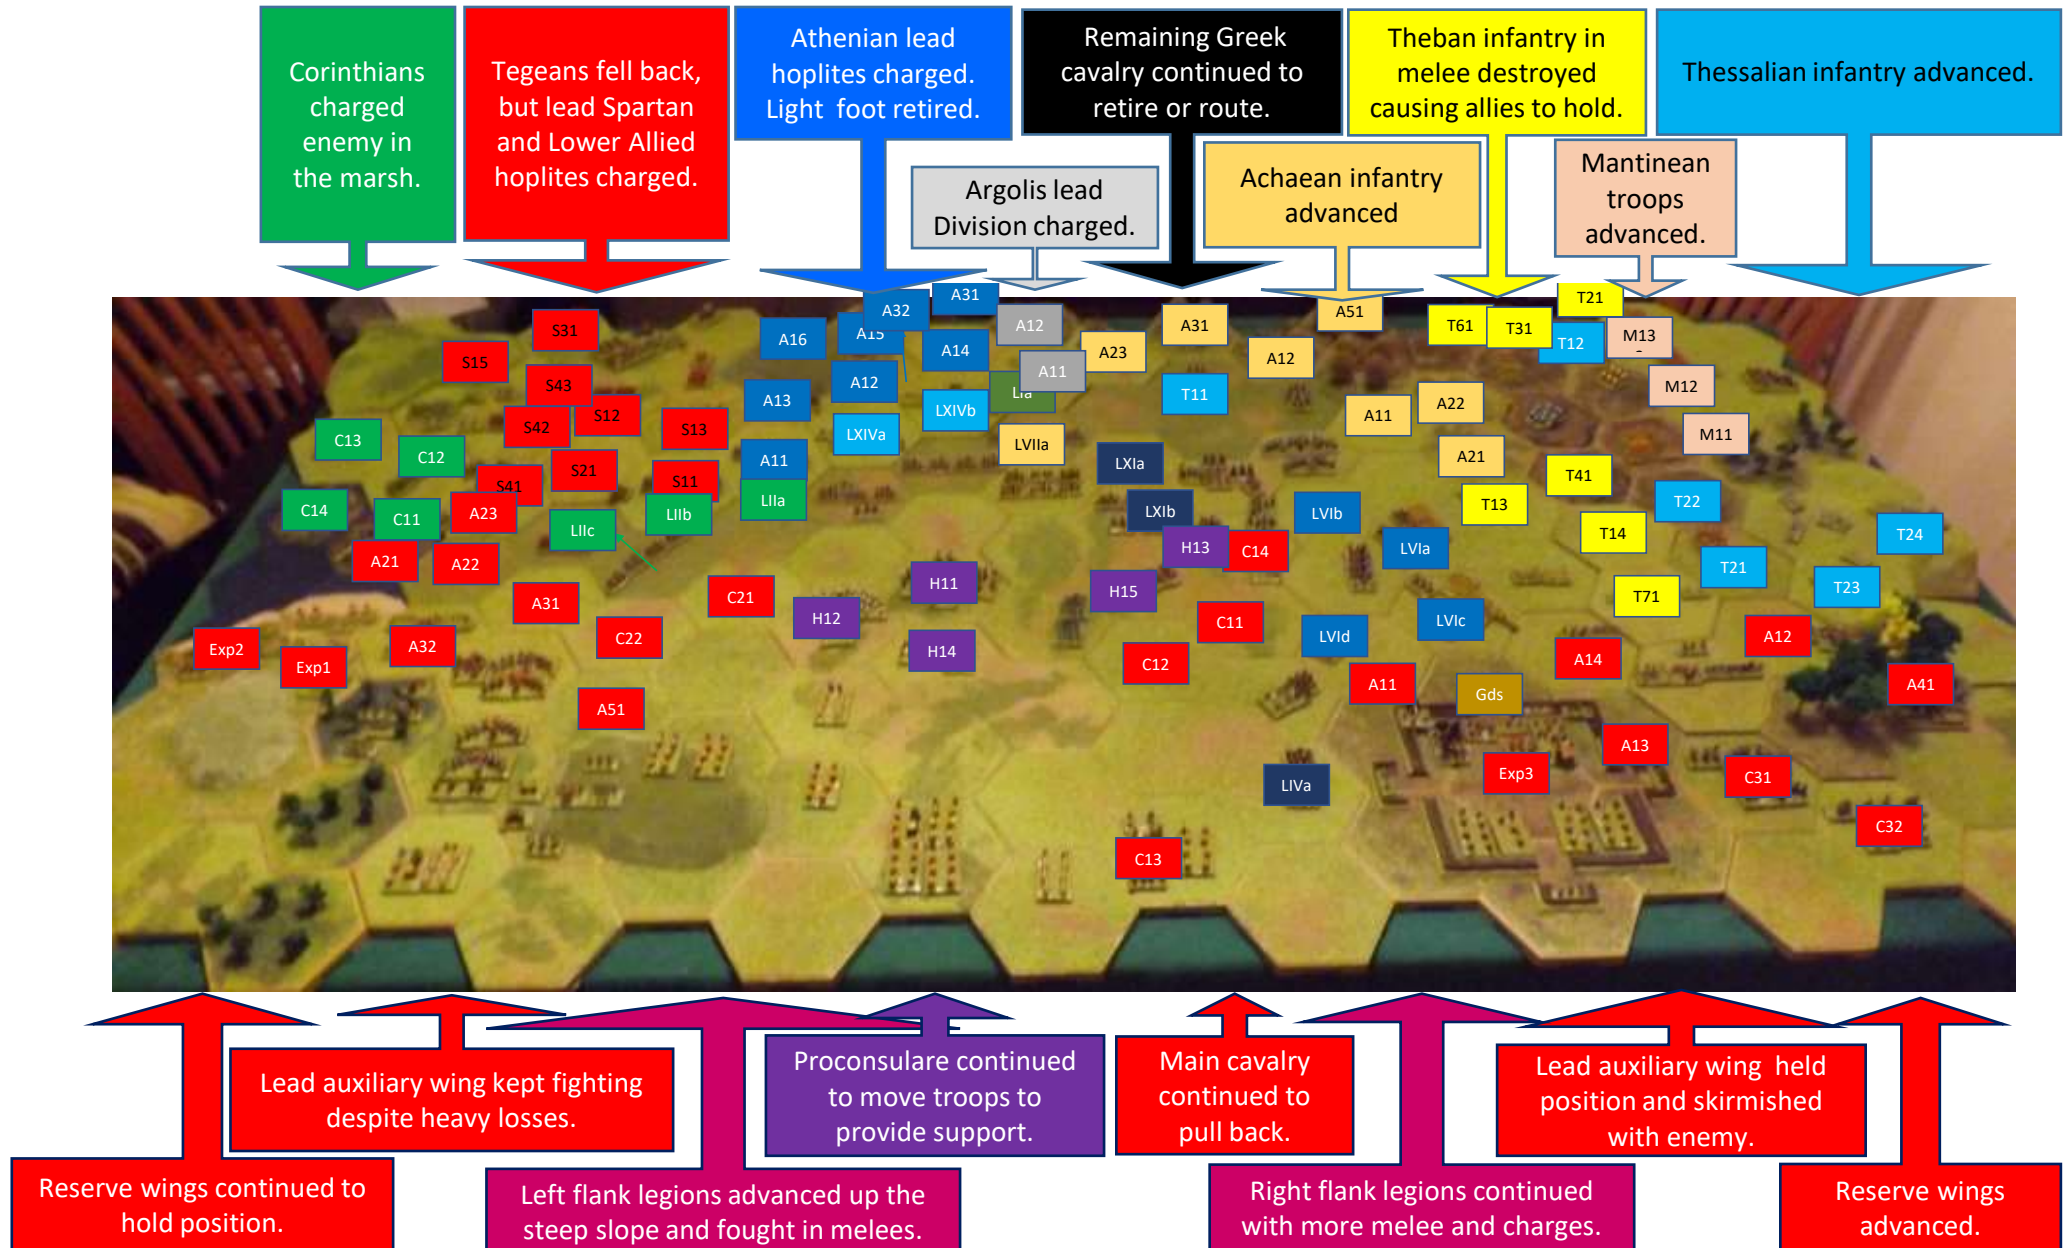 Corinthians
charged
enemy in
the marsh.
Tegeans fell back,
but lead Spartan
and Lower Allied
hoplites charged.
Athenian lead
hoplites charged.
Light foot retired.
Argolis lead
Division charged.
Remaining Greek
cavalry continued to
retire or route.
Achaean infantry
advanced
Theban infantry in
melee destroyed
causing allies to hold.
Mantinean
troops
advanced.
Thessalian infantry advanced.
A31
T21
A32
A51
S31
A16
A15
A12
A31
T61
T31
M13
S15
A14
A23
A12
T12
S43
A13
A12
A11
LIa
T11
M12
S42
S12
S13
LXIVb
A11
A22
C13
C12
LXIVa
LVIIa
M11
S41
S21
S11
A11
LXIa
A21
T41
C14
C11
A23
LIIc
LIIb
LIIa
LXIb
LVIb
T13
T22
A21
A22
H13
C14
LVIa
T14
T24
A31
C21
H11
H15
T71
T21
T23
Exp2
Exp1
A32
C22
H12
H14
C12
C11
LVId
LVIc
A14
A12
A51
A11
Gds
A41
LIVa
Exp3
A13
C31
C13
C32
Reserve wings continued to
hold position.
Lead auxiliary wing kept fighting
despite heavy losses.
Left flank legions advanced up the
steep slope and fought in melees.
Proconsulare continued
to move troops to
provide support.
Main cavalry
continued to
pull back.
Right flank legions continued
with more melee and charges.
Lead auxiliary wing held
position and skirmished
with enemy.
Reserve wings
advanced.